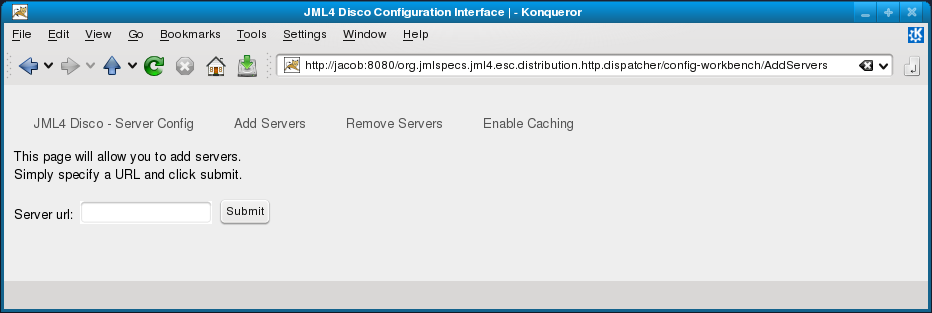 JML4 Disco Configuration Interface | - Konqueror
File Edit View Go Bookmarks Tools Settings Window Help
http://jacob:8080/org.jmlspecs.jml4.esc.distribution.http.dispatcher/config-workbench/AddServers
JML4 Disco - Server Config Add Servers Remove Servers Enable Caching
This page will allow you to add servers.
Simply specify a URL and click submit.
Server url: Submit